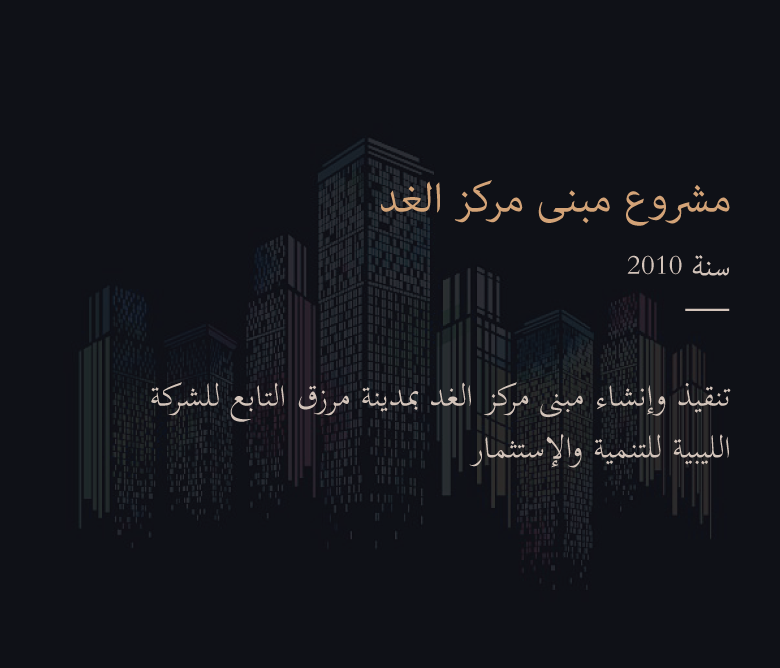 مشروع مبنى مركز الغد
سنة 2010
تنقيذ وإنشاء مبنى مركز الغد بمدينة مرزق التابع للشركة
الليبية للتنمية والإستثمار